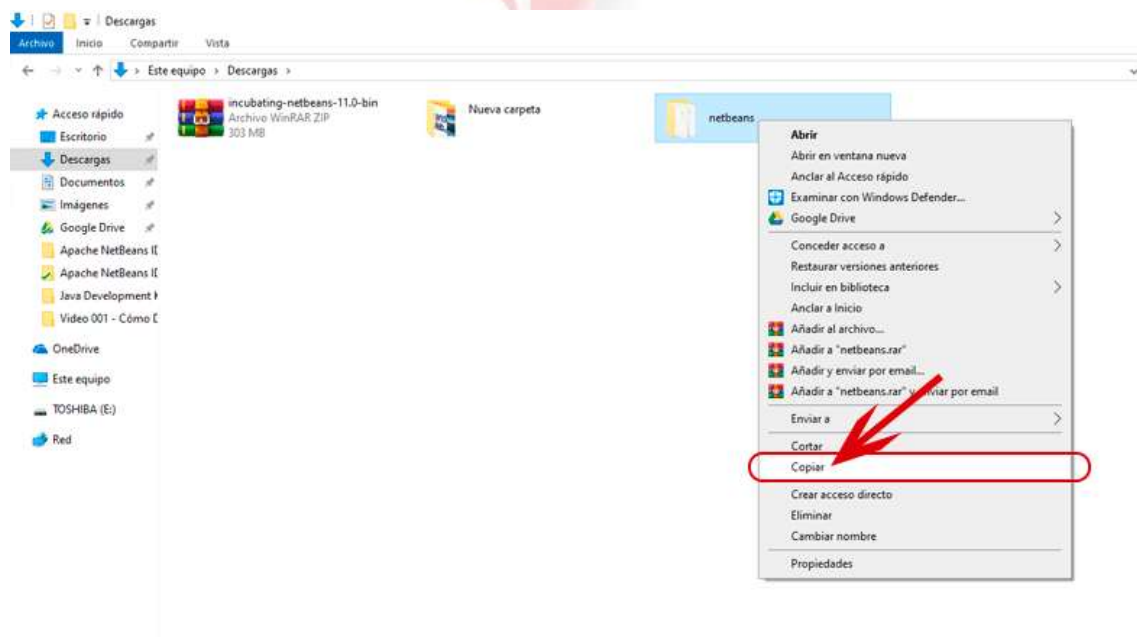 Descargas
Archivo Inicio Compartir Vista
Este equipo > Descargas >
Acceso rápido
Escritorio
Descargas
Documentos
Imágenes
Google Drive
Apache NetBeans I
Apache NetBeans I
Java Development
Video 001 - Cómo
OneDrive
Este equipo
TOSHIBA (E:)
Red
incubating-netbeans-11.0-bin
Archivo WinRAR ZIP
303 MB
Nueva carpeta
netbeans
Abrir
Abrir en ventana nueva
Anclar al Acceso rápido
Examinar con Windows Defender...
Google Drive
Conceder acceso a
Restaurar versiones anteriores
Incluir en biblioteca
Anclar a Inicio
Añadir al archivo...
Añadir a "netbeans.rar"
Añadir y enviar por email...
Añadir a "netbeans.rar" y enviar por email
Enviar a
Cortar
Copiar
Crear acceso directo
Eliminar
Cambiar nombre
Propiedades